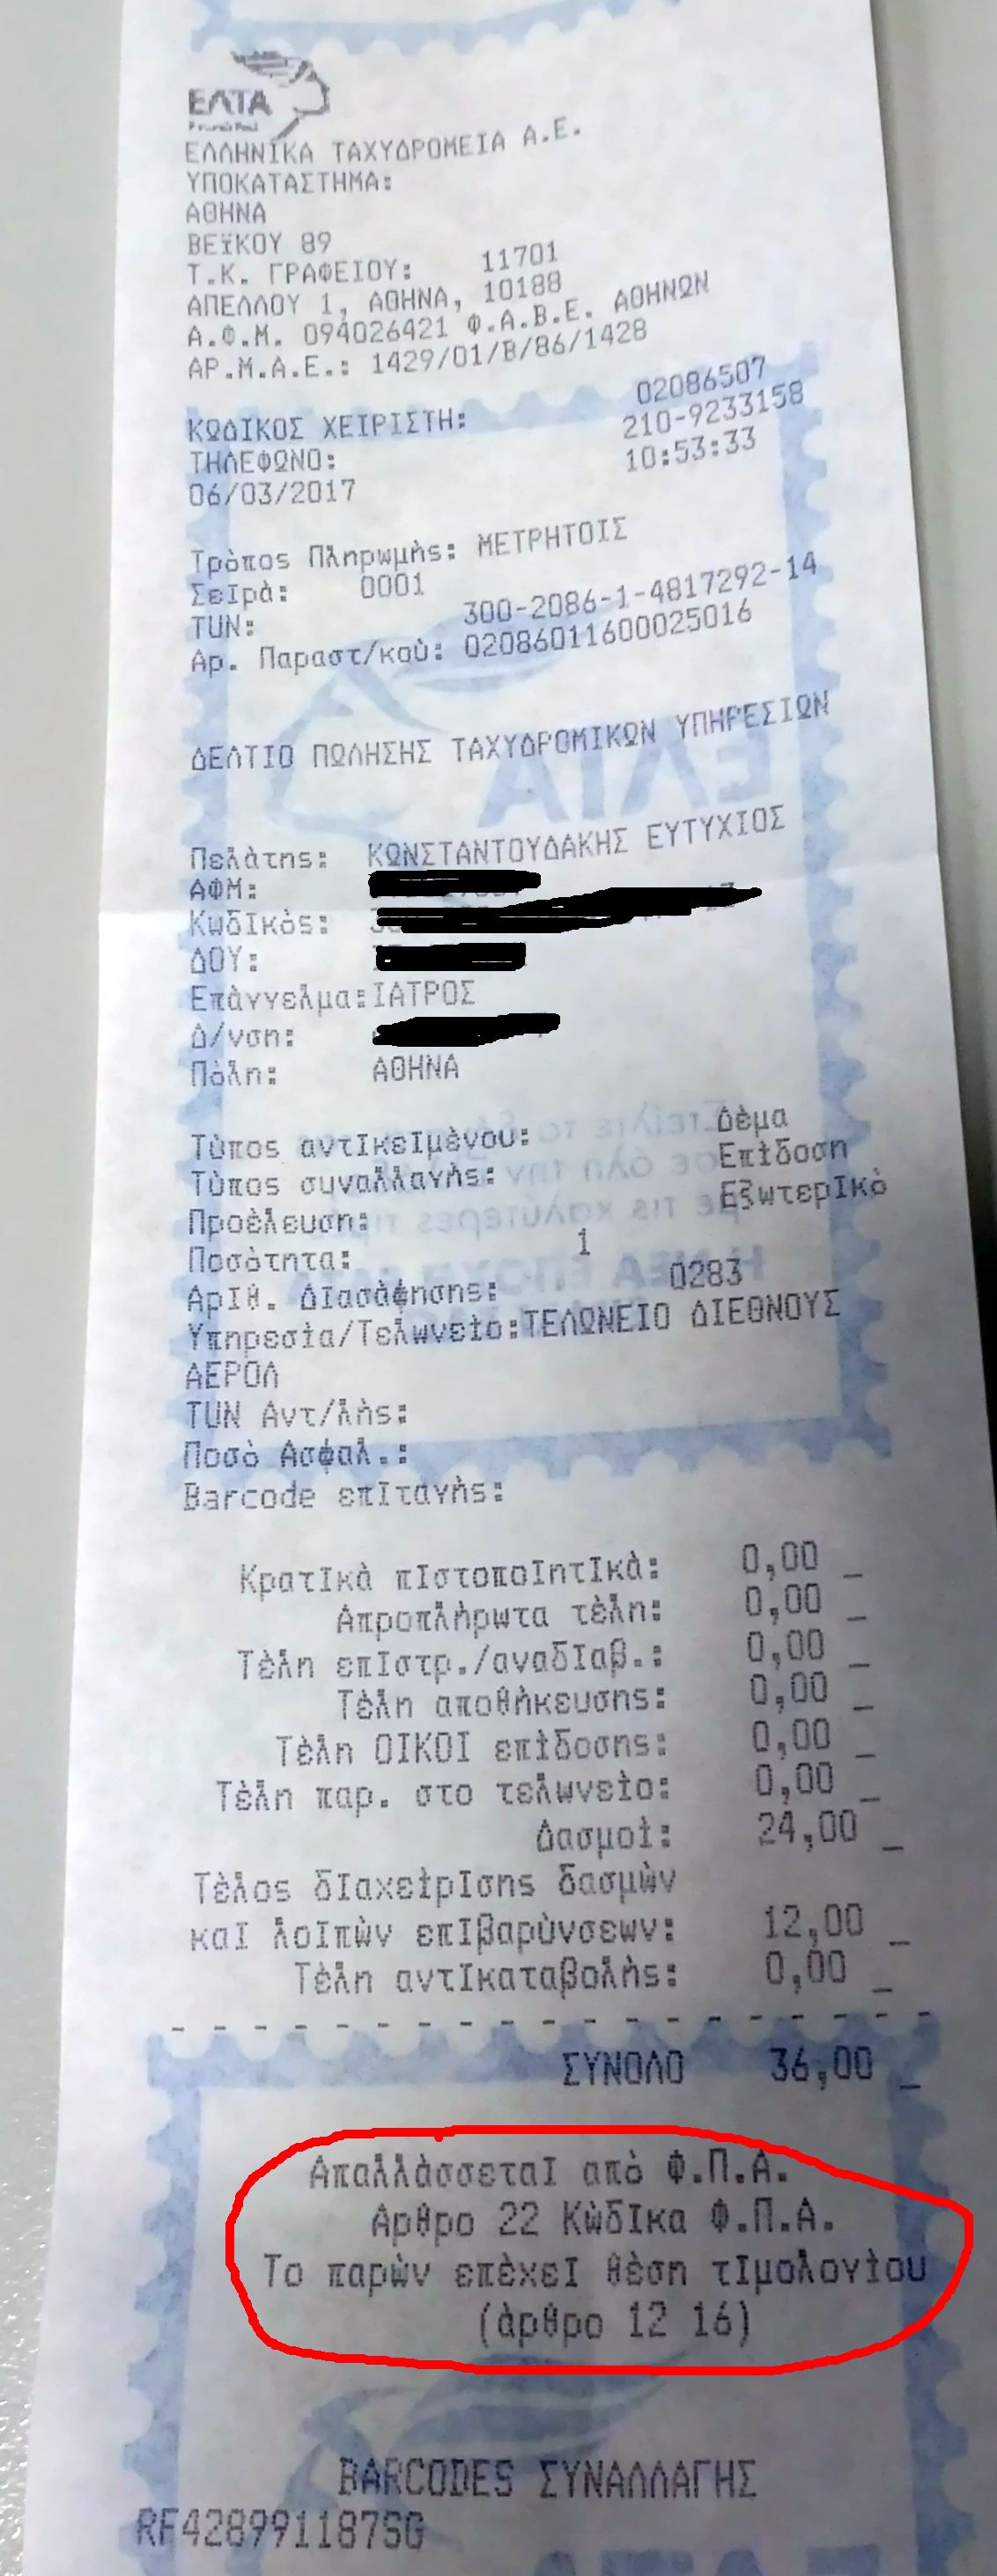 ΕΛΤΑ
ΕΛΛΗΝΙΚΑ ΤΑΧΥΔΡΟΜΕΙΑ Α.Ε.
ΥΠΟΚΑΤΑΣΤΗΜΑ:
ΑΘΗΝΑ
ΒΕΪΚΟΥ 89
Τ.Κ. ΓΡΑΦΕΙΟΥ: 11701
ΑΠΕΛΛΟΥ 1, ΑΘΗΝΑ, 10188
Α.Φ.Μ. 094026421 Φ.Α.Β.Ε. ΑΘΗΝΩΝ
ΑΡ.Μ.Α.Ε.: 1429/01/Β/86/1428
ΚΩΔΙΚΟΣ ΧΕΙΡΙΣΤΗ: 02086507
ΤΗΛΕΦΩΝΟ: 210-9233158
06/03/2017 10:53:33
Τρόπος Πληρωμής: ΜΕΤΡΗΤΟΙΣ
Σειρά: 0001
TUN: 300-2086-1-4817292-14
Αρ. Παραστ/κού: 02086011600025016
ΔΕΛΤΙΟ ΠΩΛΗΣΗΣ ΤΑΧΥΔΡΟΜΙΚΩΝ ΥΠΗΡΕΣΙΩΝ
Πελάτης: ΚΩΝΣΤΑΝΤΟΥΔΑΚΗΣ ΕΥΤΥΧΙΟΣ
ΑΦΜ:
Κωδικός:
ΔΟΥ:
Επάγγελμα:ΙΑΤΡΟΣ
Δ/νση:
Πόλη: ΑΘΗΝΑ
Τύπος αντικειμένου: Δέμα
Τύπος συναλλαγής: Επίδοση
Προέλευση: Εξωτερικό
Ποσότητα: 1
Αριθ. Διασάφησης: 0283
Υπηρεσία/Τελωνείο:ΤΕΛΩΝΕΙΟ ΔΙΕΘΝΟΥΣ
ΑΕΡΟΛ
TUN Αντ/λής:
Ποσό Ασφαλ.:
Barcode επιταγής:
Κρατικά πιστοποιητικά: 0,00 _
Απροπλήρωτα τέλη: 0,00 _
Τέλη επιστρ./αναδιαβ.: 0,00 _
Τέλη αποθήκευσης: 0,00 _
Τέλη ΟΙΚΟΙ επίδοσης: 0,00 _
Τέλη παρ. στο τελωνείο: 0,00 _
Δασμοί: 24,00 _
Τέλος διαχείρισης δασμών
και λοιπών επιβαρύνσεων: 12,00 _
Τέλη αντικαταβολής: 0,00 _
ΣΥΝΟΛΟ 36,00 _
Απαλλάσσεται από Φ.Π.Α.
Αρθρο 22 Κώδικα Φ.Π.Α.
Το παρών επέχει θέση τιμολογίου
(άρθρο 12 16)
BARCODES ΣΥΝΑΛΛΑΓΗΣ
RF428991187SG